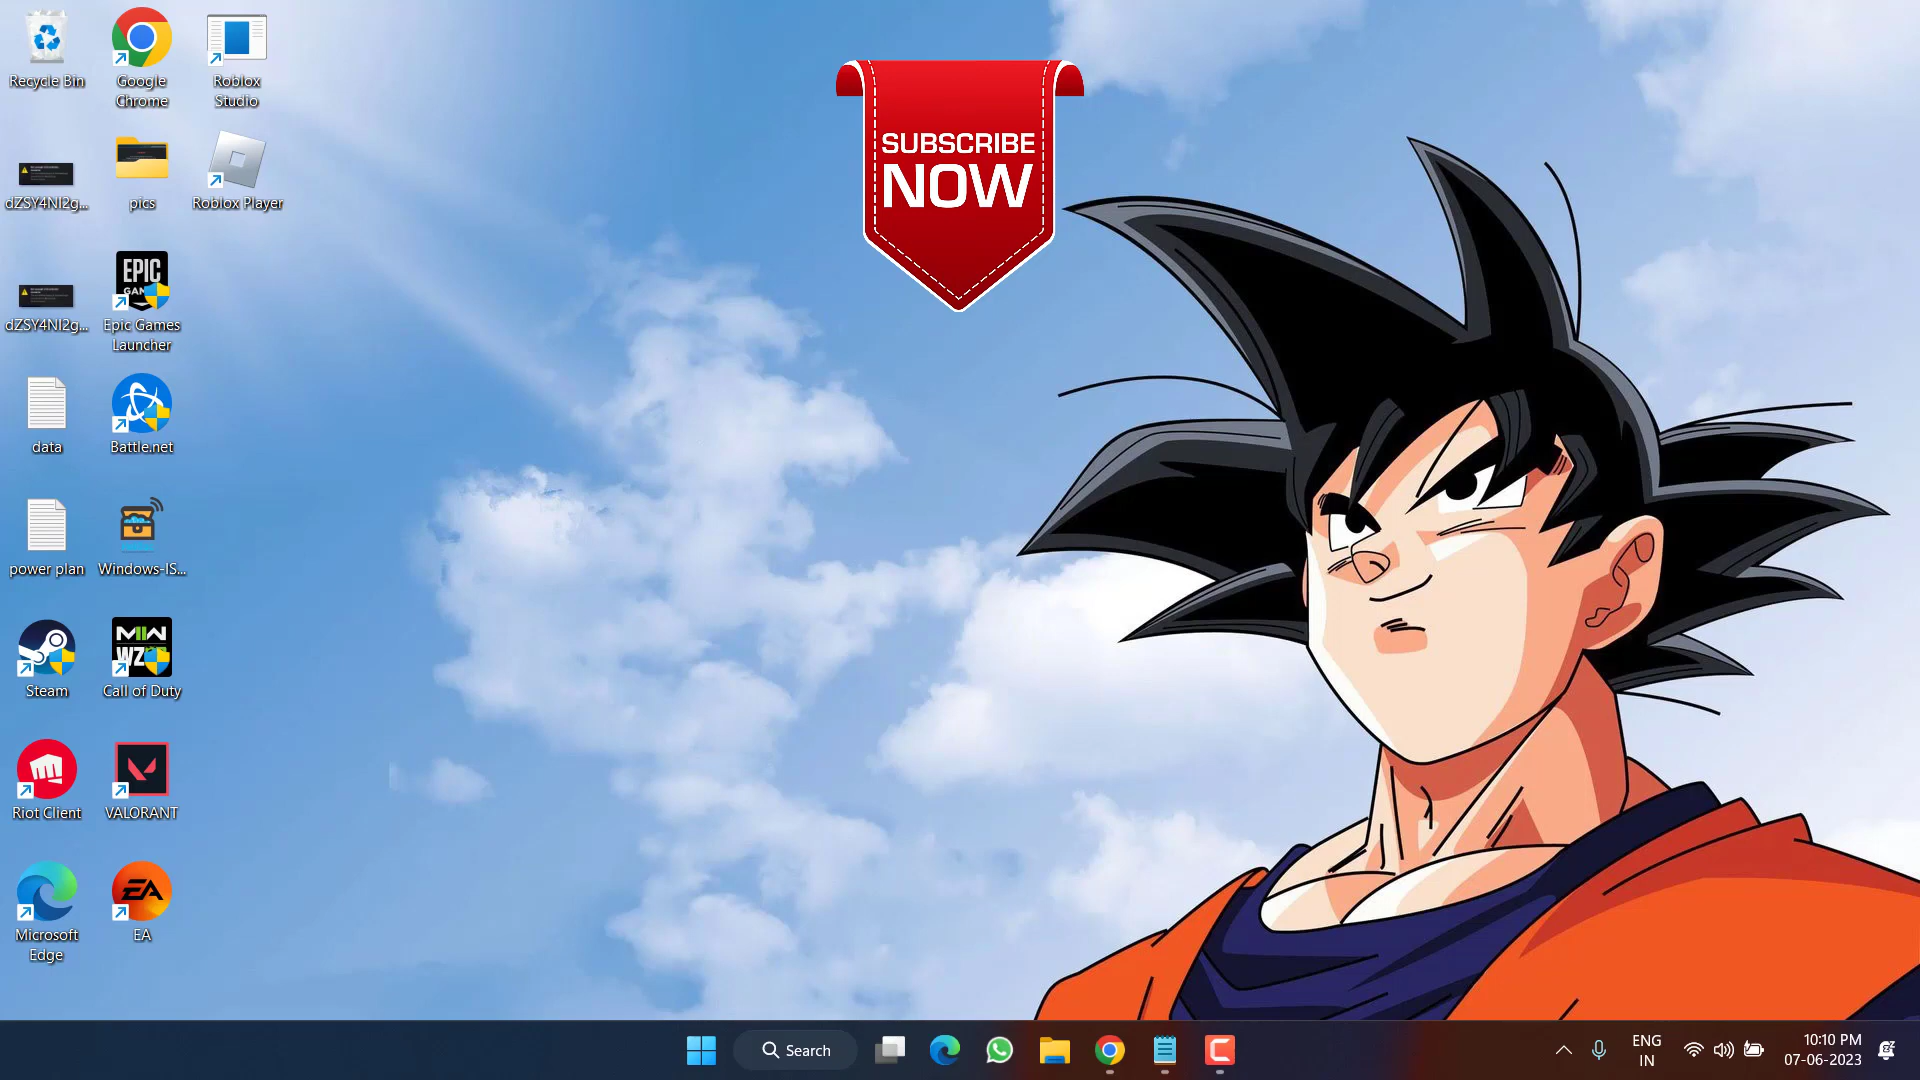 Recycle Bin
Google
Chrome
Roblox
Studio
dZSY4NI2g...
pics
Roblox Player
dZSY4NI2g...
EPIC
Epic Games
Launcher
data
Battle.net
power plan
Windows-IS...
Steam
MW
WZ
Call of Duty
Riot Client
VALORANT
Microsoft
Edge
EA
EA
SUBSCRIBE
NOW
Search
ENG
IN
10:10 PM
07-06-2023